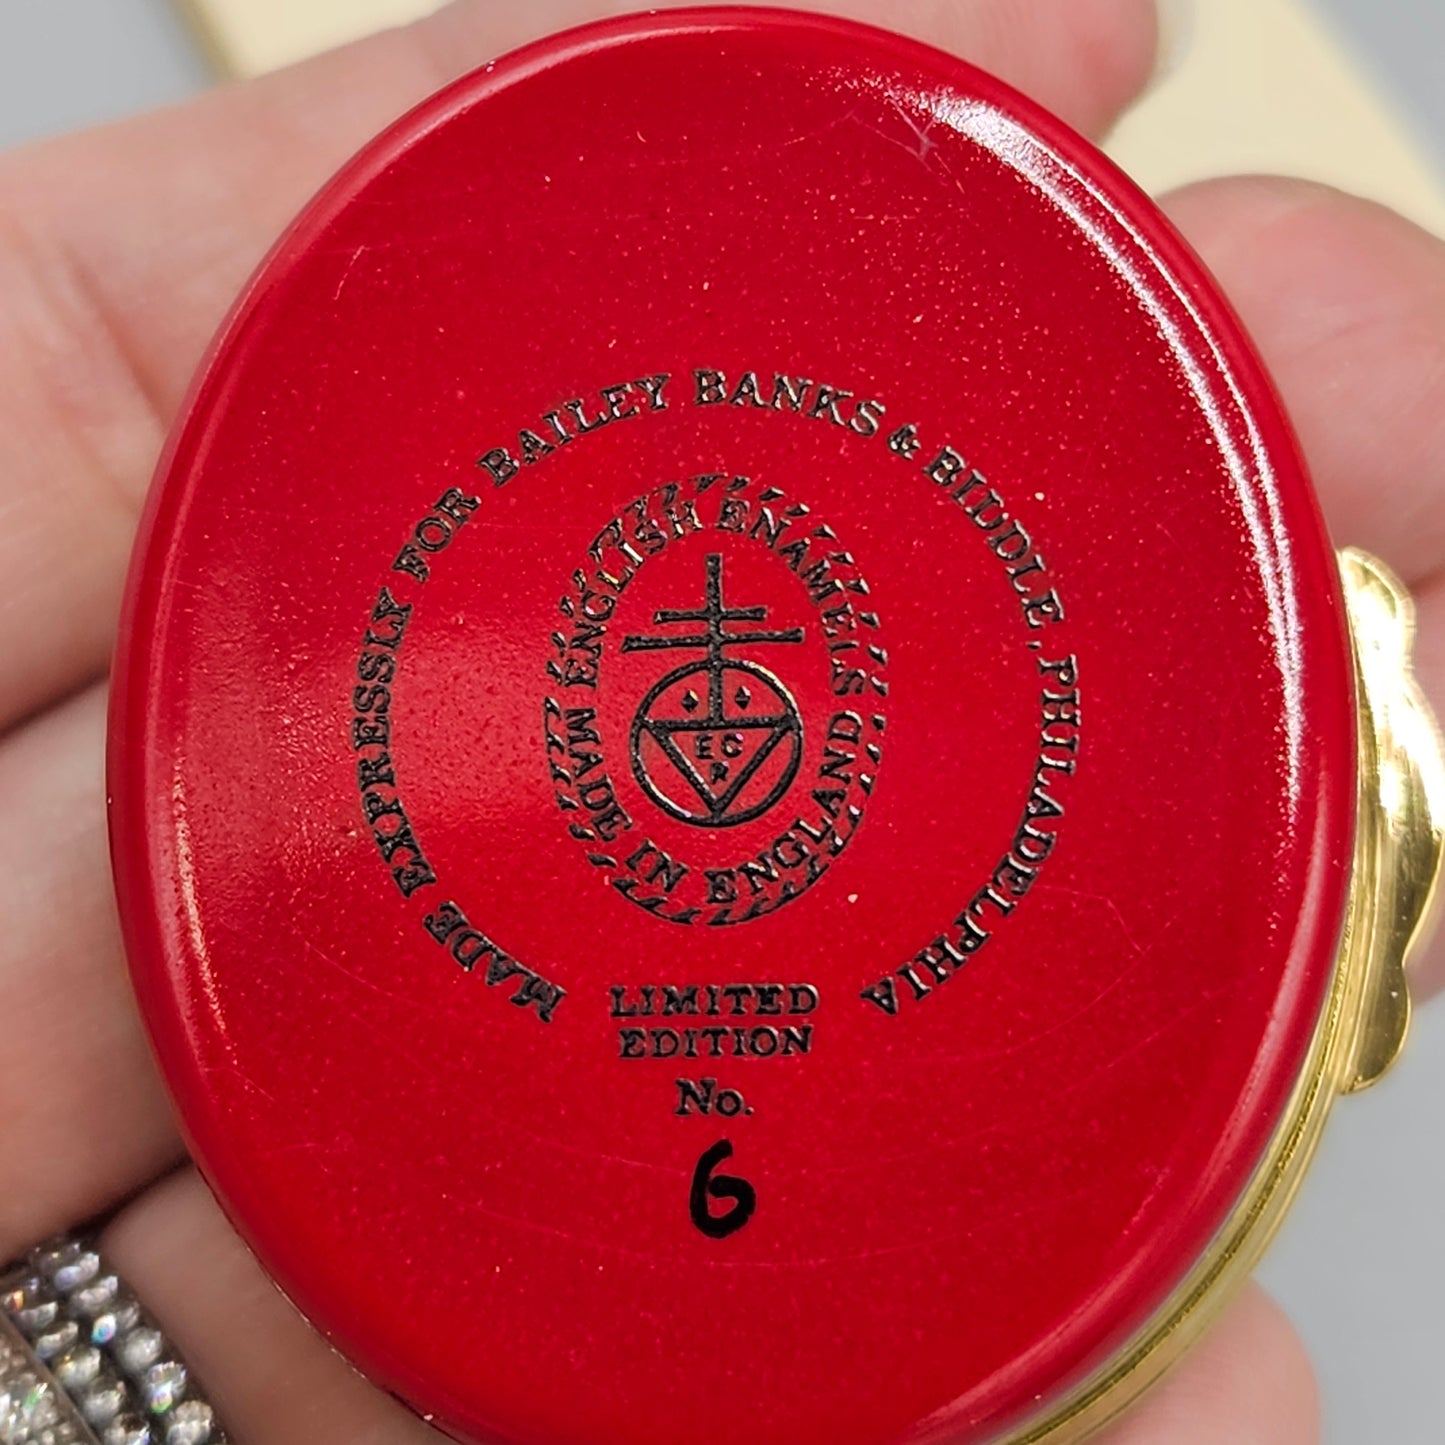 MADE EXPRESSLY FOR BAILEY BANKS & BIDDLE, PHILADELPHIA
ENGLISH ENAMELS
MADE IN ENGLAND
E C
R
LIMITED
EDITION
No.
6